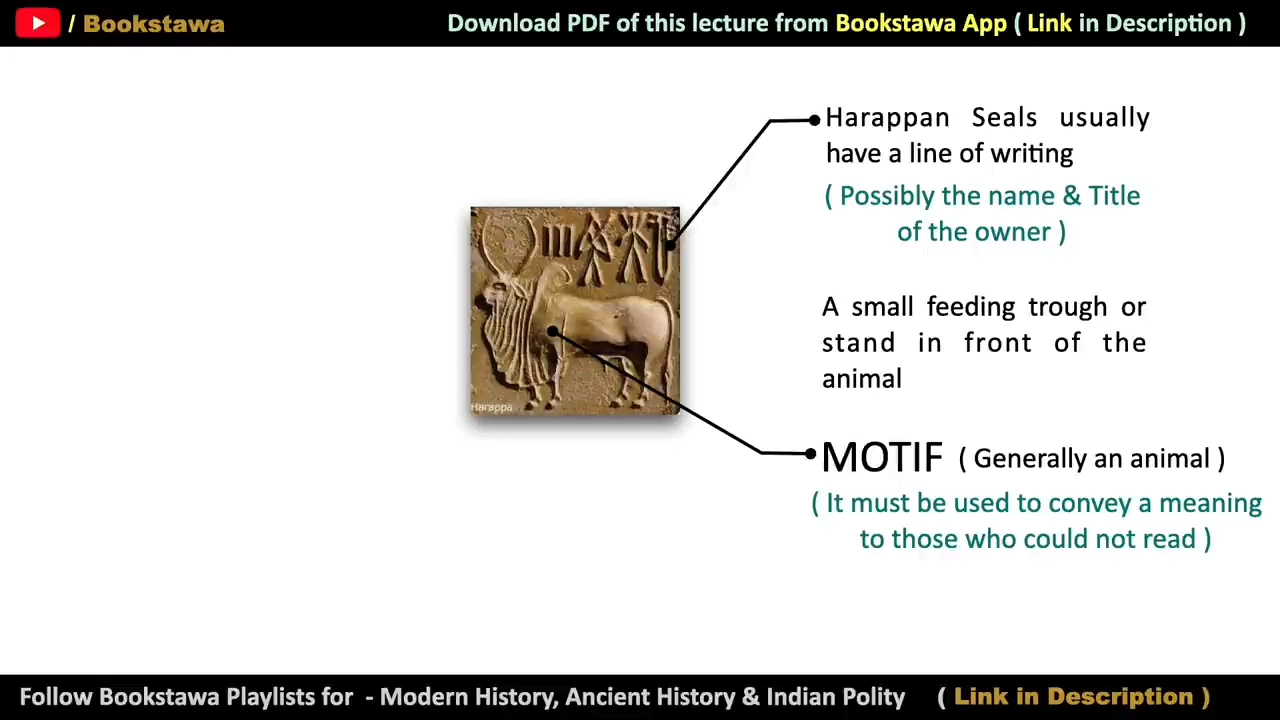 / Bookstawa
Download PDF of this lecture from Bookstawa App ( Link in Description )
Harappan Seals usually
have a line of writing
( Possibly the name & Title
of the owner )
A small feeding trough or
stand in front of the
animal
MOTIF ( Generally an animal )
( It must be used to convey a meaning
to those who could not read )
Harappa
Follow Bookstawa Playlists for - Modern History, Ancient History & Indian Polity ( Link in Description )